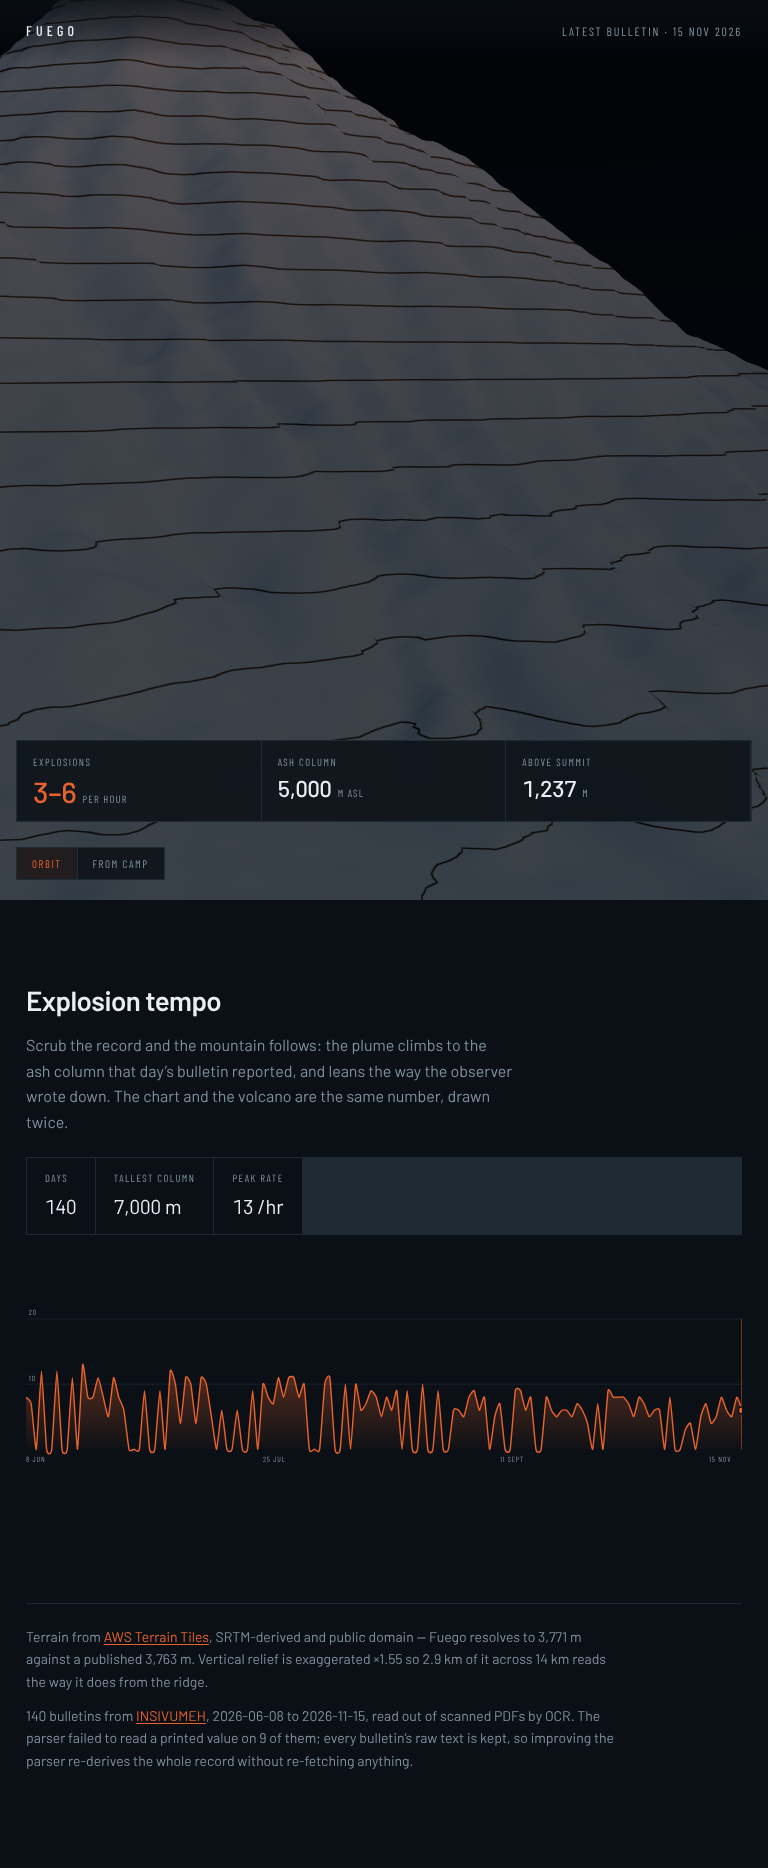 FUEGO
LATEST BULLETIN · 15 NOV 2026
EXPLOSIONS
3–6 PER HOUR
ASH COLUMN
5,000 M ASL
ABOVE SUMMIT
1,237 M
ORBIT
FROM CAMP
Explosion tempo
Scrub the record and the mountain follows: the plume climbs to the
ash column that day’s bulletin reported, and leans the way the observer
wrote down. The chart and the volcano are the same number, drawn
twice.
DAYS
140
TALLEST COLUMN
7,000 m
PEAK RATE
13 /hr
20
10
8 JUN
25 JUL
11 SEPT
15 NOV
Terrain from AWS Terrain Tiles, SRTM-derived and public domain — Fuego resolves to 3,771 m
against a published 3,763 m. Vertical relief is exaggerated ×1.55 so 2.9 km of it across 14 km reads
the way it does from the ridge.
140 bulletins from INSIVUMEH, 2026-06-08 to 2026-11-15, read out of scanned PDFs by OCR. The
parser failed to read a printed value on 9 of them; every bulletin’s raw text is kept, so improving the
parser re-derives the whole record without re-fetching anything.